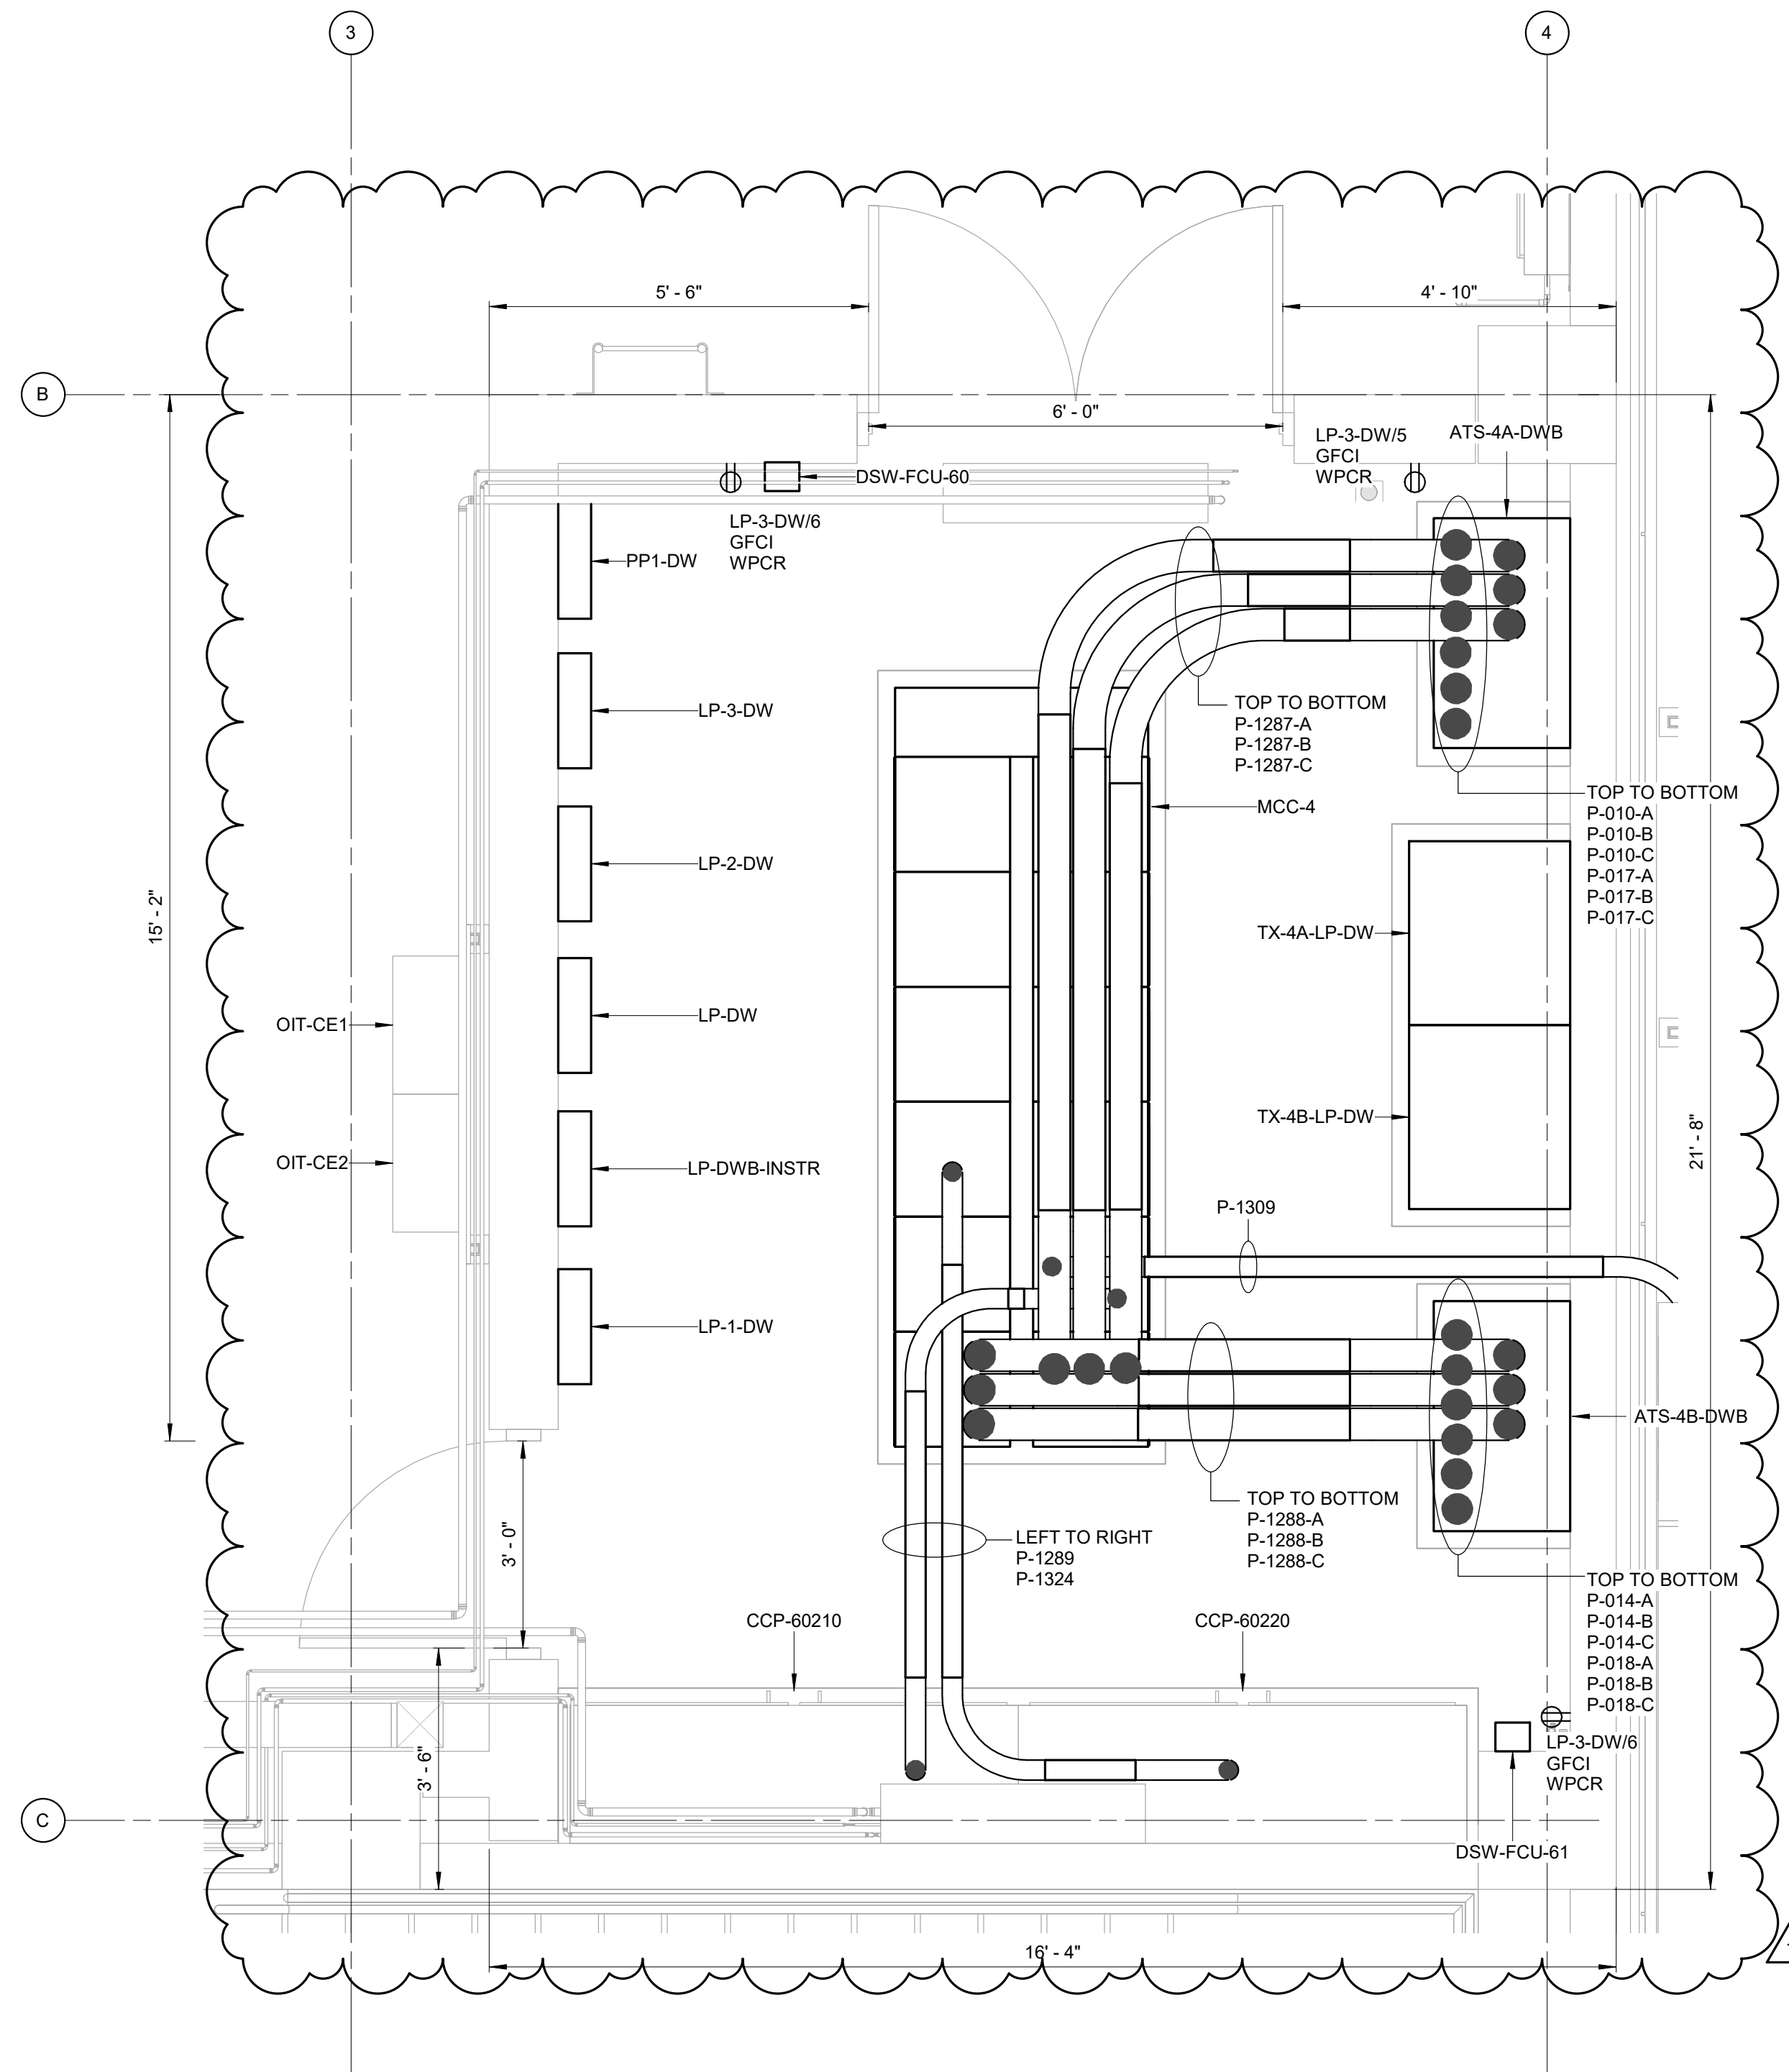 3
4
5' - 6"
4' - 10"
B
6' - 0"
LP-3-DW/5
GFCI
WPCR
ATS-4A-DWB
DSW-FCU-60
LP-3-DW/6
GFCI
WPCR
PP1-DW
LP-3-DW
TOP TO BOTTOM
P-1287-A
P-1287-B
P-1287-C
MCC-4
TOP TO BOTTOM
P-010-A
P-010-B
P-010-C
P-017-A
P-017-B
P-017-C
LP-2-DW
15' - 2"
TX-4A-LP-DW
OIT-CE1
LP-DW
TX-4B-LP-DW
21' - 8"
OIT-CE2
LP-DWB-INSTR
P-1309
LP-1-DW
ATS-4B-DWB
TOP TO BOTTOM
P-1288-A
P-1288-B
P-1288-C
3' - 0"
LEFT TO RIGHT
P-1289
P-1324
TOP TO BOTTOM
P-014-A
P-014-B
P-014-C
P-018-A
P-018-B
P-018-C
CCP-60210
CCP-60220
LP-3-DW/6
GFCI
WPCR
3' - 6"
C
DSW-FCU-61
16' - 4"